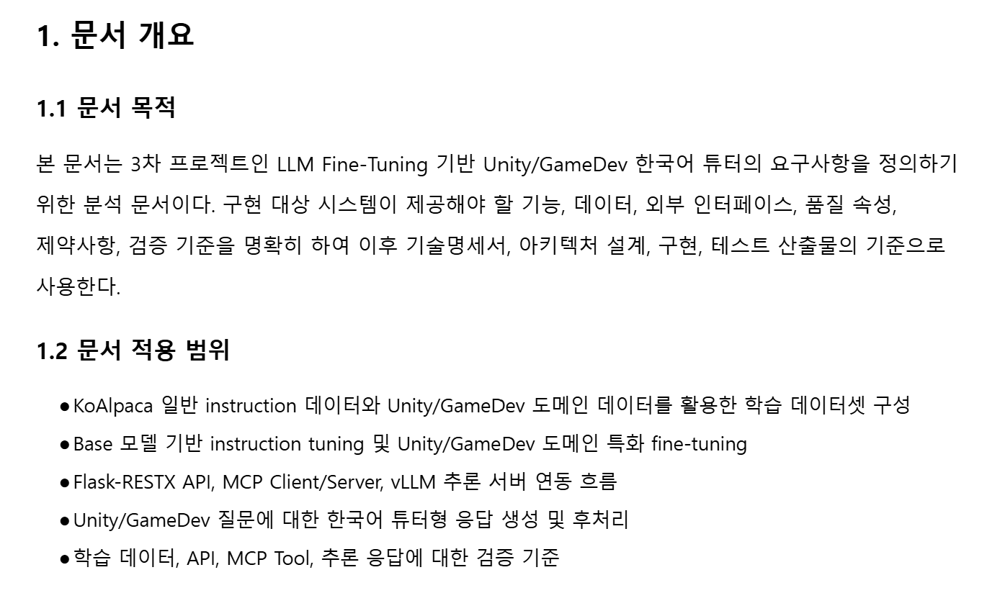 1. 문서 개요
1.1 문서 목적
본 문서는 3차 프로젝트인 LLM Fine-Tuning 기반 Unity/GameDev 한국어 튜터의 요구사항을 정의하기
위한 분석 문서이다. 구현 대상 시스템이 제공해야 할 기능, 데이터, 외부 인터페이스, 품질 속성,
제약사항, 검증 기준을 명확히 하여 이후 기술명세서, 아키텍처 설계, 구현, 테스트 산출물의 기준으로
사용한다.
1.2 문서 적용 범위
●KoAlpaca 일반 instruction 데이터와 Unity/GameDev 도메인 데이터를 활용한 학습 데이터셋 구성
●Base 모델 기반 instruction tuning 및 Unity/GameDev 도메인 특화 fine-tuning
●Flask-RESTX API, MCP Client/Server, vLLM 추론 서버 연동 흐름
●Unity/GameDev 질문에 대한 한국어 튜터형 응답 생성 및 후처리
●학습 데이터, API, MCP Tool, 추론 응답에 대한 검증 기준